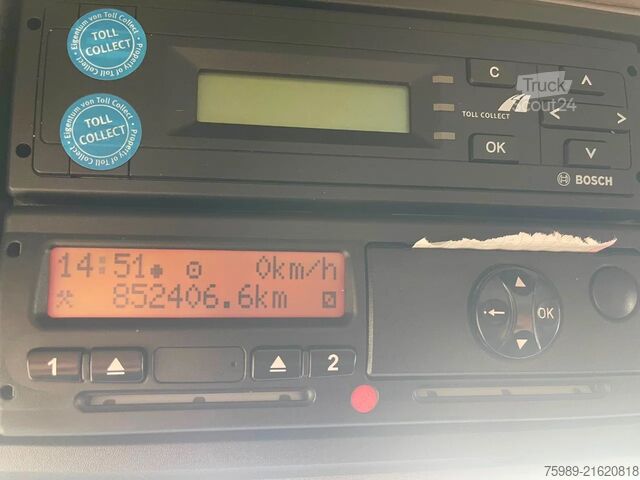 Eigentum von Toll Collect
TOLL COLLECT
Property of Toll Collect
Eigentum von Toll Collect
TOLL COLLECT
Property of Toll Collect
C
TOLL COLLECT
OK
BOSCH
Truck
Scout24
14:51 0km/h
852406.6km
1
2
OK
75989-21620818